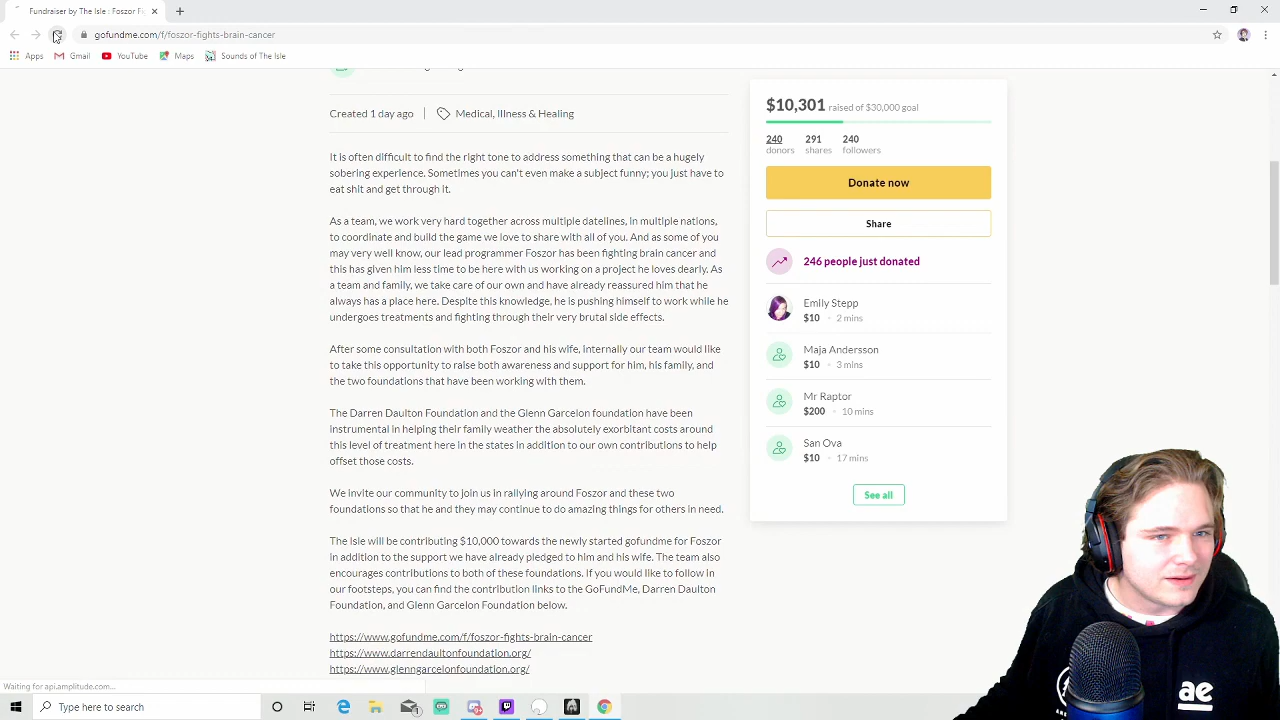 Fundraiser by The Isle : Foszor Fig
gofundme.com/f/foszor-fights-brain-cancer
Apps Gmail YouTube Maps Sounds of The Isle
Created 1 day ago Medical, Illness & Healing
It is often difficult to find the right tone to address something that can be a hugely
sobering experience. Sometimes you can't even make a subject funny; you just have to
eat shit and get through it.
As a team, we work very hard together across multiple datelines, in multiple nations,
to coordinate and build the game we love to share with all of you. And as some of you
may very well know, our lead programmer Foszor has been fighting brain cancer and
this has given him less time to be here with us working on a project he loves dearly. As
a team and family, we take care of our own and have already reassured him that he
always has a place here. Despite this knowledge, he is pushing himself to work while he
undergoes treatments and fighting through their very brutal side effects.
After some consultation with both Foszor and his wife, internally our team would like
to take this opportunity to raise both awareness and support for him, his family, and
the two foundations that have been working with them.
The Darren Daulton Foundation and the Glenn Garcelon foundation have been
instrumental in helping their family weather the absolutely exorbitant costs around
this level of treatment here in the states in addition to our own contributions to help
offset those costs.
We invite our community to join us in rallying around Foszor and these two
foundations so that he and they may continue to do amazing things for others in need.
The Isle will be contributing $10,000 towards the newly started gofundme for Foszor
in addition to the support we have already pledged to him and his wife. The team also
encourages contributions to both of these foundations. If you would like to follow in
our footsteps, you can find the contribution links to the GoFundMe, Darren Daulton
Foundation, and Glenn Garcelon Foundation below.
https://www.gofundme.com/f/foszor-fights-brain-cancer
https://www.darrendaultonfoundation.org/
https://www.glenngarcelonfoundation.org/
$10,301 raised of $30,000 goal
240 291 240
donors shares followers
Donate now
Share
246 people just donated
Emily Stepp
$10 • 2 mins
Maja Andersson
$10 • 3 mins
Mr Raptor
$200 • 10 mins
San Ova
$10 • 17 mins
See all
Waiting for api.amplitude.com...
Type here to search
ae